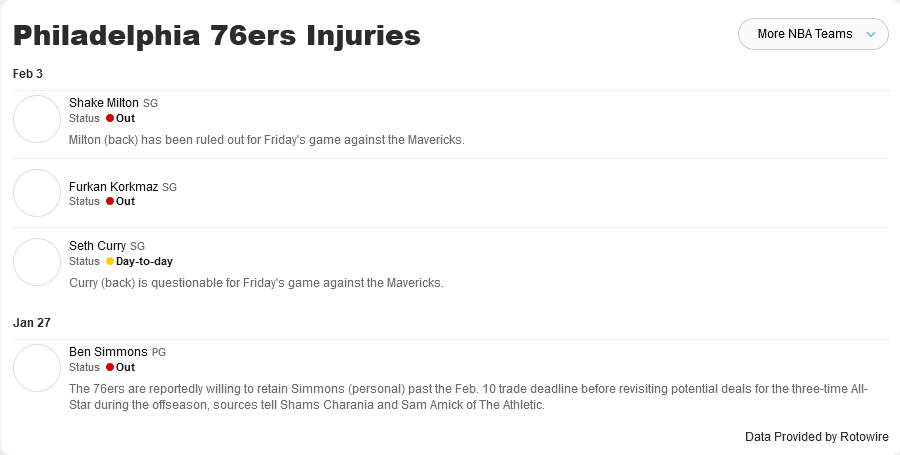 Philadelphia 76ers Injuries
More NBA Teams
Feb 3
Shake Milton SG
Status Out
Milton (back) has been ruled out for Friday's game against the Mavericks.
Furkan Korkmaz SG
Status Out
Seth Curry SG
Status Day-to-day
Curry (back) is questionable for Friday's game against the Mavericks.
Jan 27
Ben Simmons PG
Status Out
The 76ers are reportedly willing to retain Simmons (personal) past the Feb. 10 trade deadline before revisiting potential deals for the three-time All-
Star during the offseason, sources tell Shams Charania and Sam Amick of The Athletic.
Data Provided by Rotowire